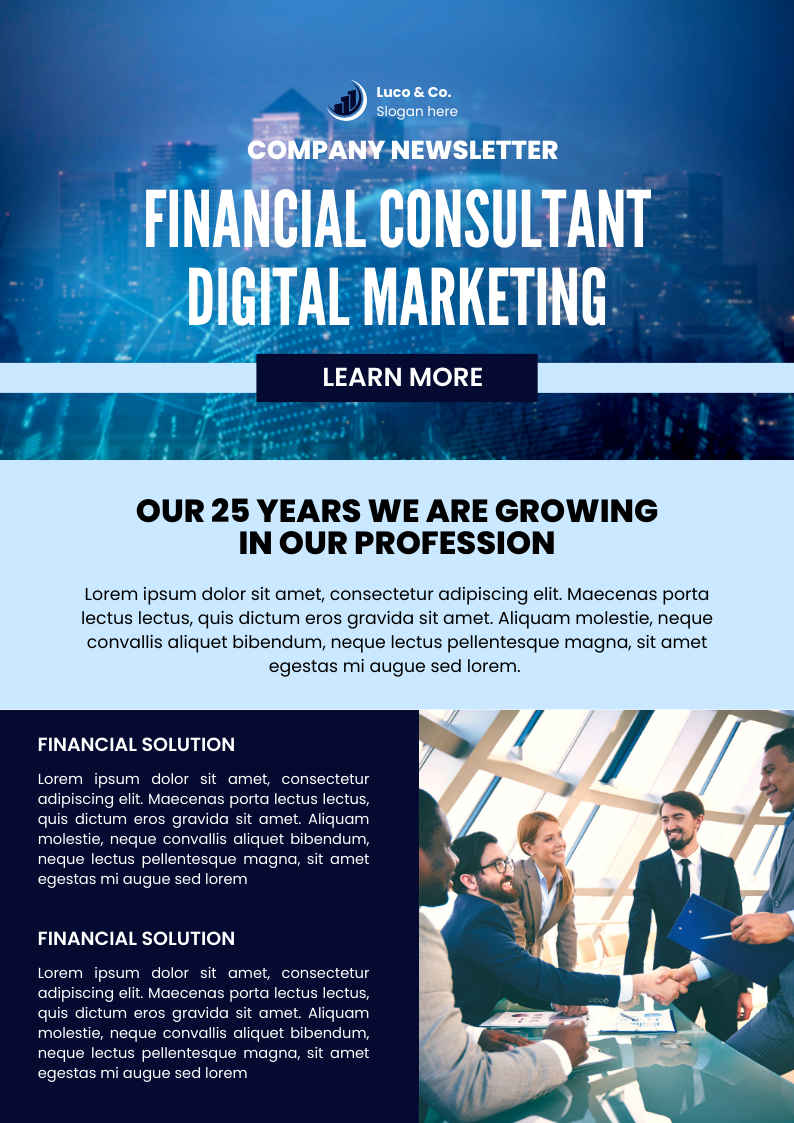 Luco & Co.
Slogan here
COMPANY NEWSLETTER
FINANCIAL CONSULTANT
DIGITAL MARKETING
LEARN MORE
OUR 25 YEARS WE ARE GROWING
IN OUR PROFESSION
Lorem ipsum dolor sit amet, consectetur adipiscing elit. Maecenas porta
lectus lectus, quis dictum eros gravida sit amet. Aliquam molestie, neque
convallis aliquet bibendum, neque lectus pellentesque magna, sit amet
egestas mi augue sed lorem.
FINANCIAL SOLUTION
Lorem ipsum dolor sit amet, consectetur
adipiscing elit. Maecenas porta lectus lectus,
quis dictum eros gravida sit amet. Aliquam
molestie, neque convallis aliquet bibendum,
neque lectus pellentesque magna, sit amet
egestas mi augue sed lorem
FINANCIAL SOLUTION
Lorem ipsum dolor sit amet, consectetur
adipiscing elit. Maecenas porta lectus lectus,
quis dictum eros gravida sit amet. Aliquam
molestie, neque convallis aliquet bibendum,
neque lectus pellentesque magna, sit amet
egestas mi augue sed lorem